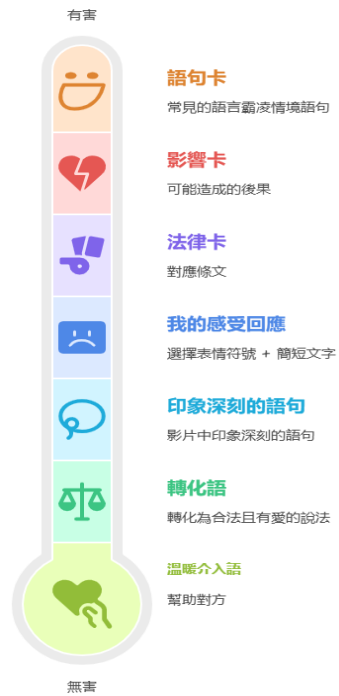 有害
語句卡
常見的語言霸凌情境語句
影響卡
可能造成的後果
法律卡
對應條文
我的感受回應
選擇表情符號 + 簡短文字
印象深刻的語句
影片中印象深刻的語句
轉化語
轉化為合法且有愛的說法
溫暖介入語
幫助對方
無害